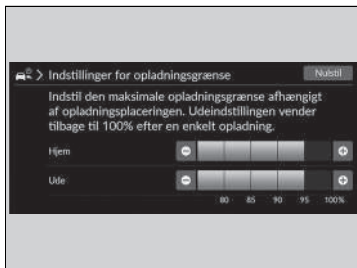 Indstillinger for opladningsgrænse
Nulstil
Indstil den maksimale opladningsgrænse afhængigt
af opladningsplaceringen. Udeindstillingen vender
tilbage til 100% efter en enkelt opladning.
Hjem
Ude
80 85 90 95 100%